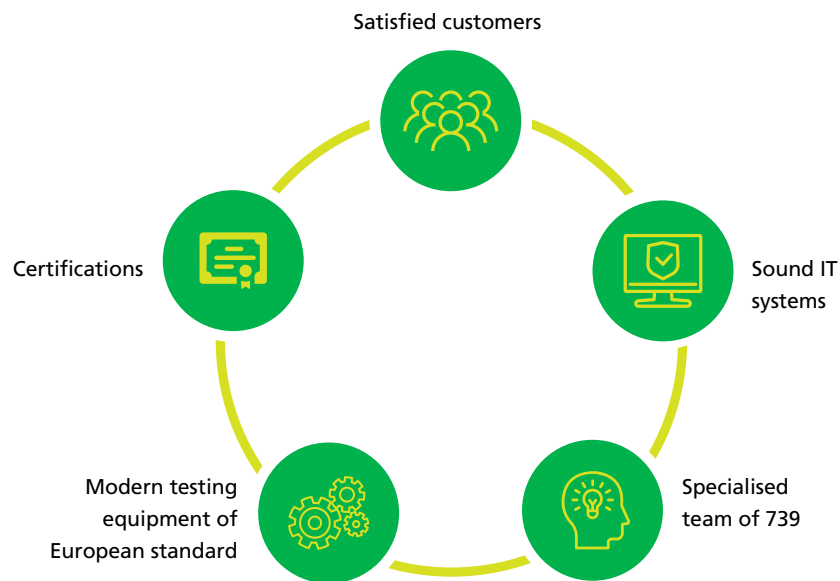 Satisfied customers
Certifications
Sound IT
systems
Modern testing
equipment of
European standard
Specialised
team of 739